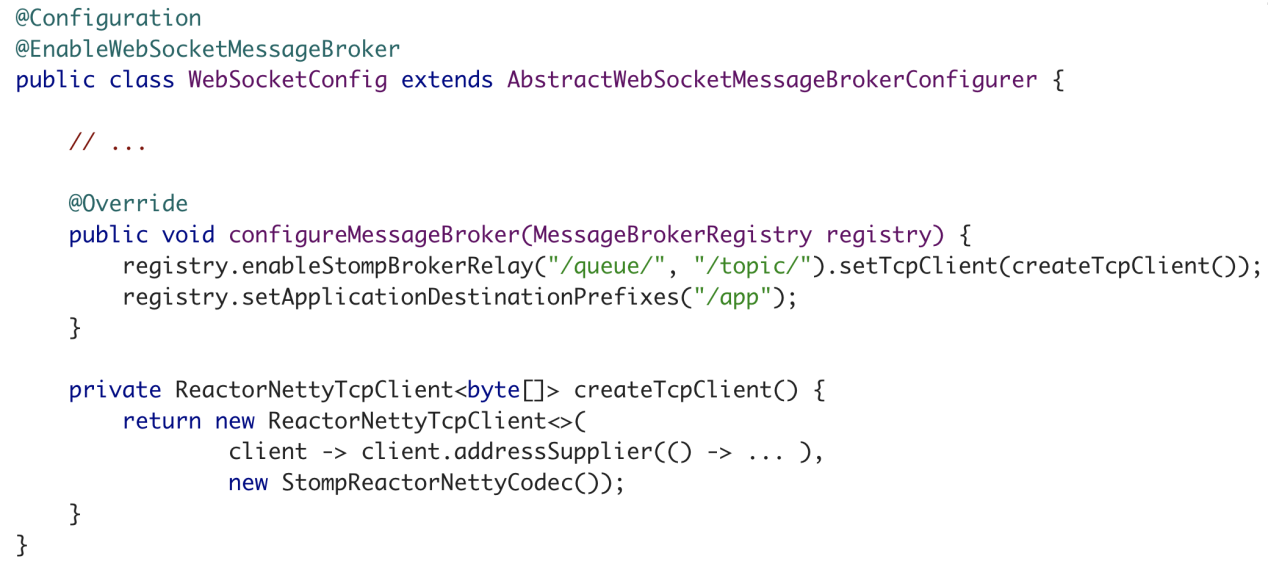 @Configuration
@EnableWebSocketMessageBroker
public class WebSocketConfig extends AbstractWebSocketMessageBrokerConfigurer {

    // ...

    @Override
    public void configureMessageBroker(MessageBrokerRegistry registry) {
        registry.enableStompBrokerRelay("/queue/", "/topic/").setTcpClient(createTcpClient());
        registry.setApplicationDestinationPrefixes("/app");
    }

    private ReactorNettyTcpClient<byte[]> createTcpClient() {
        return new ReactorNettyTcpClient<>(
                client -> client.addressSupplier(() -> ... ),
                new StompReactorNettyCodec());
    }
}